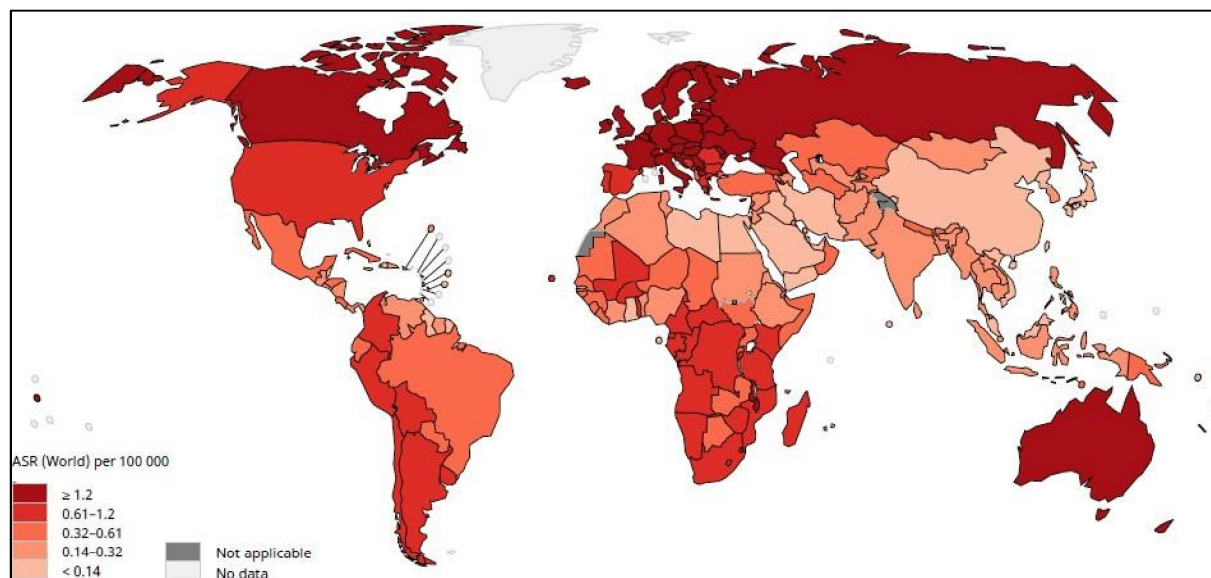 ASR (World) per 100 000
≥ 1.2
0.61–1.2
0.32–0.61
0.14–0.32
< 0.14
Not applicable
No data